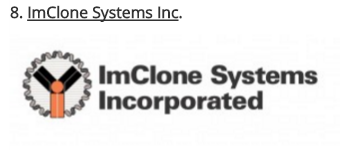 8. ImClone Systems Inc.
ImClone Systems
Incorporated